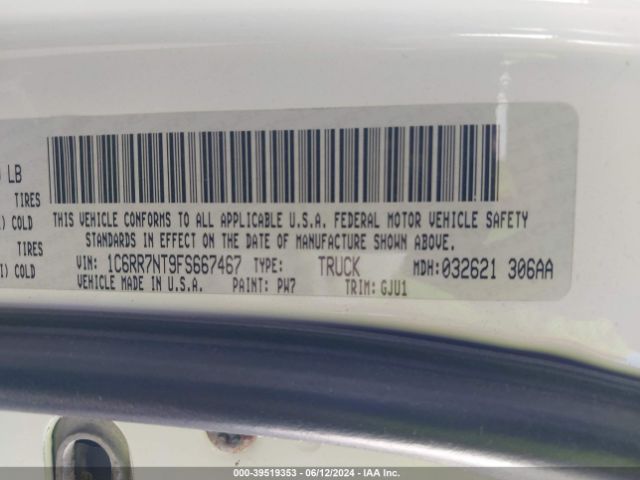 LB
TIRES
COLD
TIRES
COLD
THIS VEHICLE CONFORMS TO ALL APPLICABLE U.S.A. FEDERAL MOTOR VEHICLE SAFETY
STANDARDS IN EFFECT ON THE DATE OF MANUFACTURE SHOWN ABOVE.
VIN: 1C6RR7NT9FS667467 TYPE: TRUCK MDH:032621 306AA
VEHICLE MADE IN U.S.A. PAINT: PW7 TRIM: GJU1
000-39519353 - 06/12/2024 - IAA Inc.